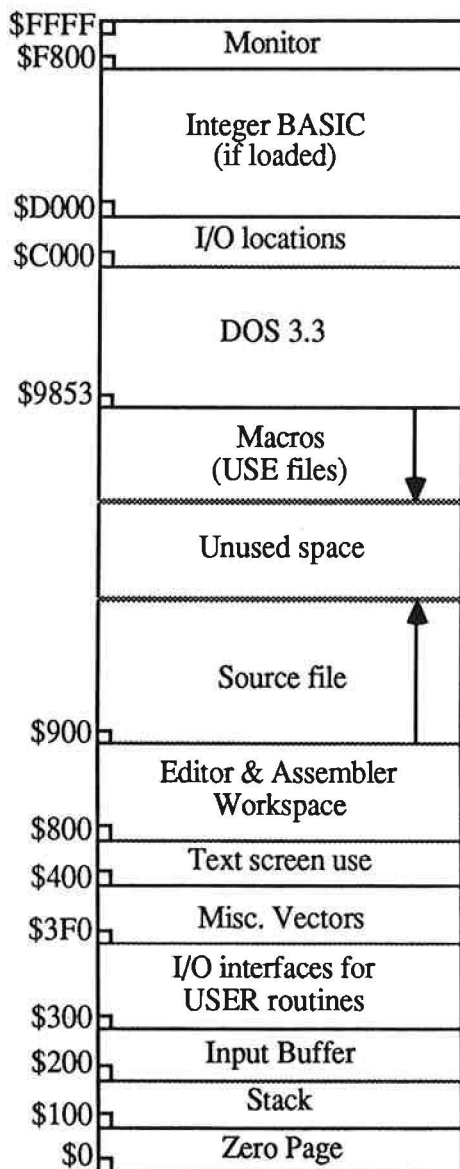 $FFFF
Monitor
$F800
Integer BASIC
(if loaded)
$D000
I/O locations
$C000
DOS 3.3
$9853
Macros
(USE files)
Unused space
Source file
$900
Editor & Assembler
Workspace
$800
Text screen use
$400
Misc. Vectors
$3F0
I/O interfaces for
USER routines
$300
Input Buffer
$200
Stack
$100
Zero Page
$0